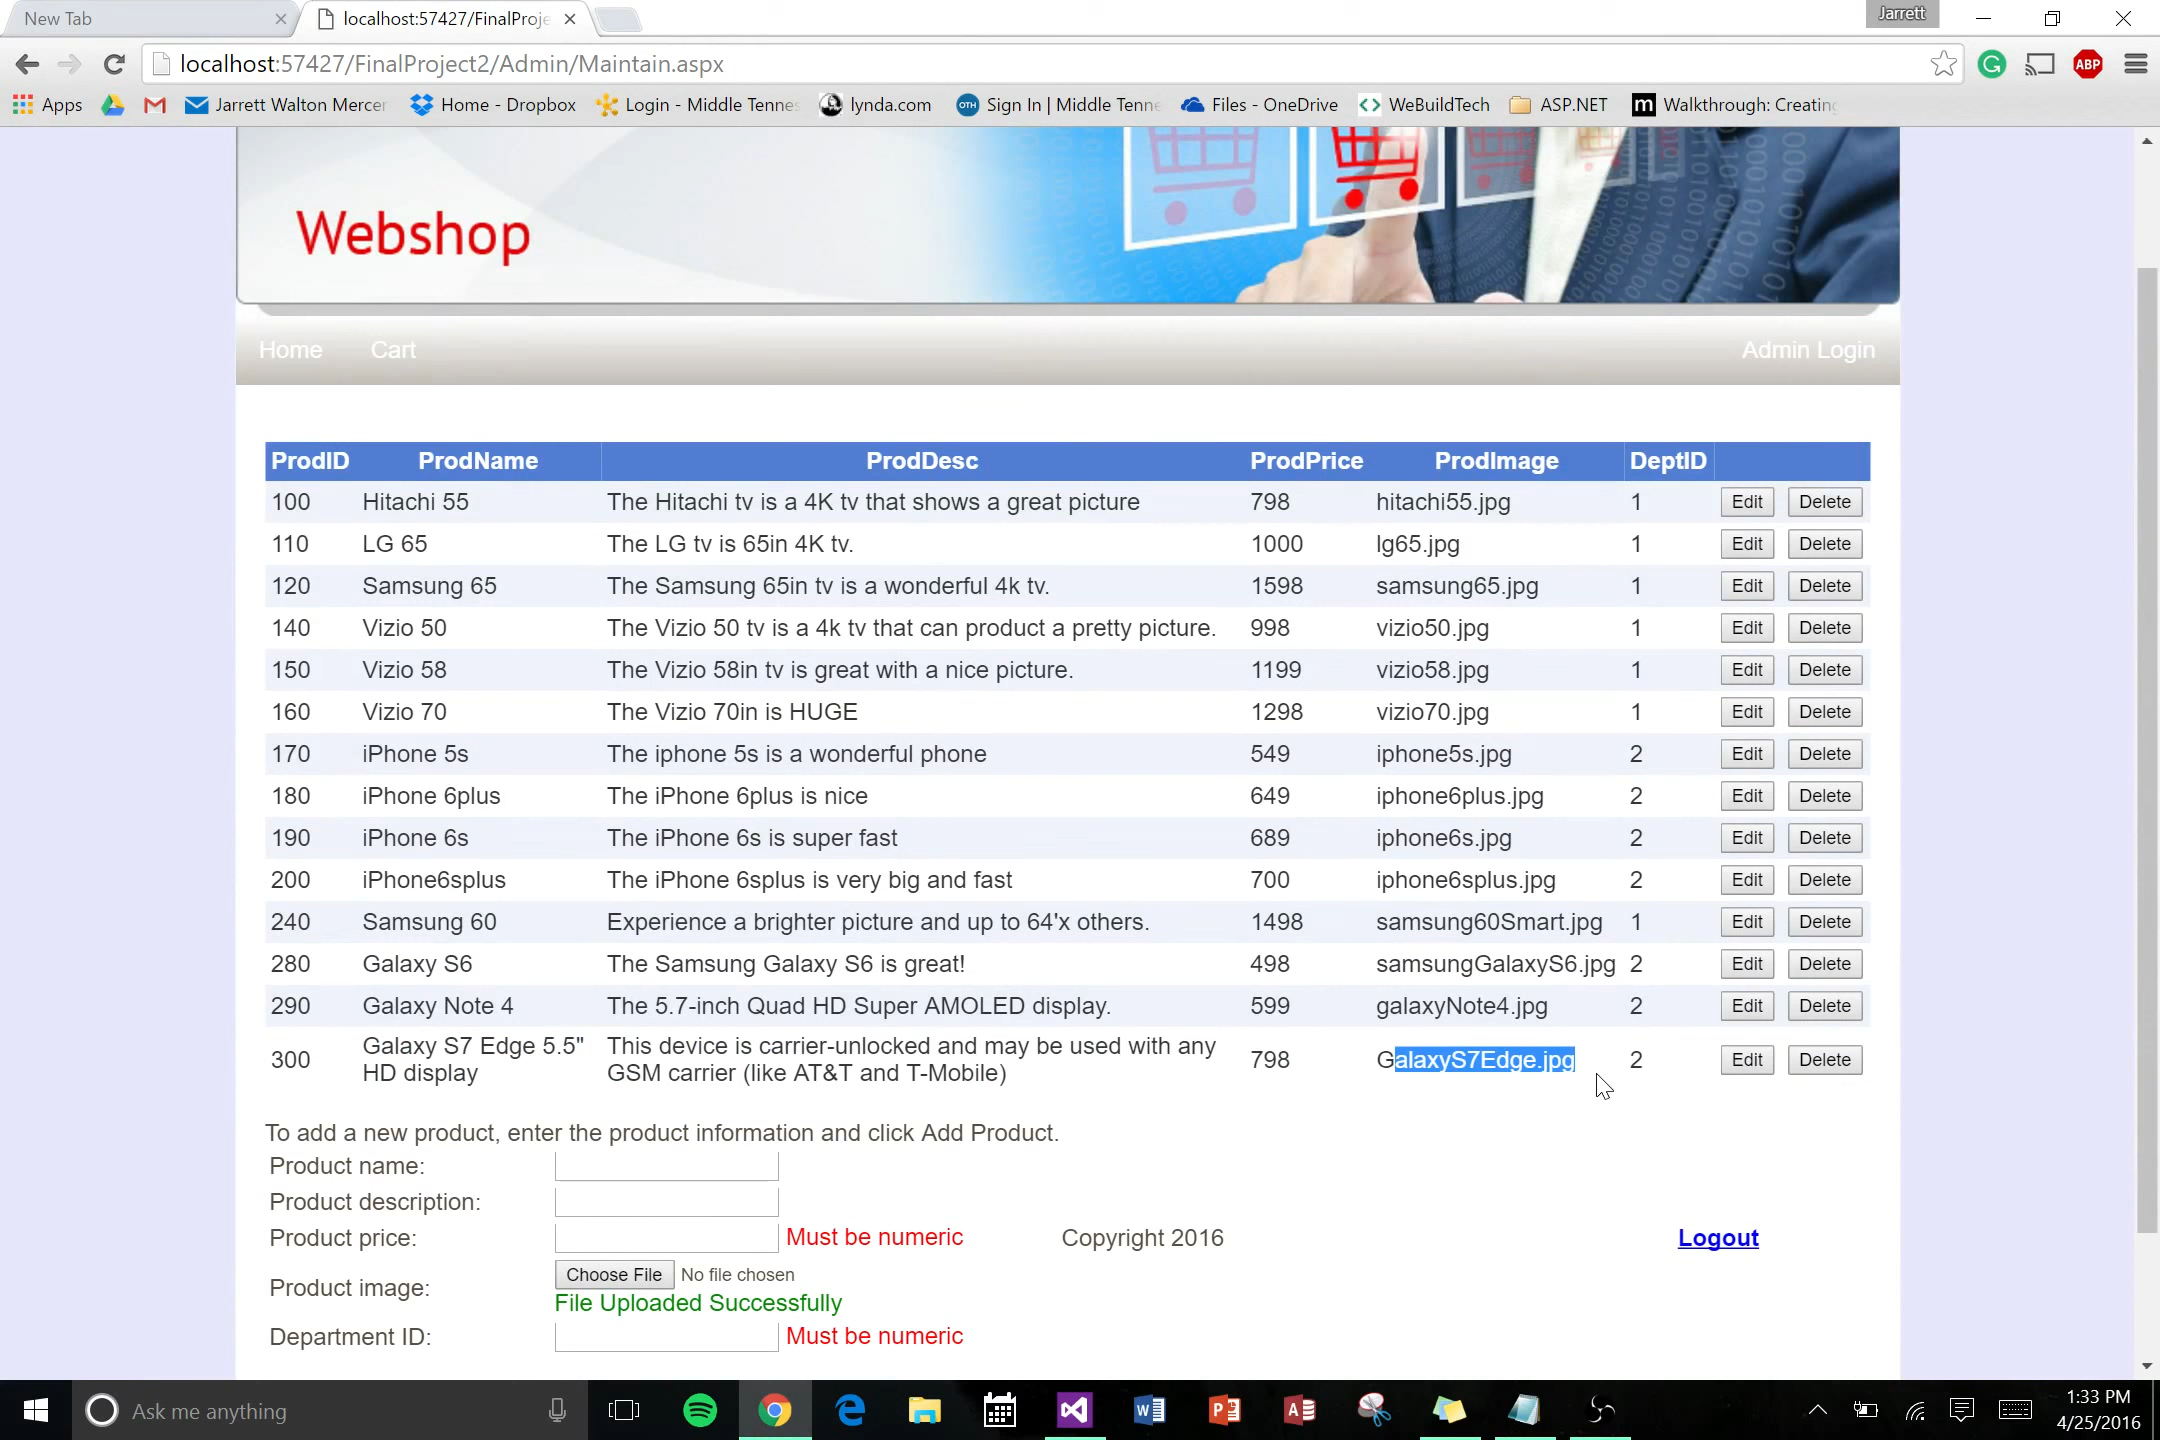 New Tab
localhost:57427/FinalProje
Jarrett
localhost:57427/FinalProject2/Admin/Maintain.aspx
ABP
Apps
Jarrett Walton Mercer
Home - Dropbox
Login - Middle Tennes
lynda.com
OTH
Sign In | Middle Tenne
Files - OneDrive
WeBuildTech
ASP.NET
m
Walkthrough: Creating
Webshop
Home Cart Admin Login
ProdID ProdName ProdDesc ProdPrice ProdImage DeptID
100 Hitachi 55 The Hitachi tv is a 4K tv that shows a great picture 798 hitachi55.jpg 1 Edit Delete
110 LG 65 The LG tv is 65in 4K tv. 1000 lg65.jpg 1 Edit Delete
120 Samsung 65 The Samsung 65in tv is a wonderful 4k tv. 1598 samsung65.jpg 1 Edit Delete
140 Vizio 50 The Vizio 50 tv is a 4k tv that can product a pretty picture. 998 vizio50.jpg 1 Edit Delete
150 Vizio 58 The Vizio 58in tv is great with a nice picture. 1199 vizio58.jpg 1 Edit Delete
160 Vizio 70 The Vizio 70in is HUGE 1298 vizio70.jpg 1 Edit Delete
170 iPhone 5s The iphone 5s is a wonderful phone 549 iphone5s.jpg 2 Edit Delete
180 iPhone 6plus The iPhone 6plus is nice 649 iphone6plus.jpg 2 Edit Delete
190 iPhone 6s The iPhone 6s is super fast 689 iphone6s.jpg 2 Edit Delete
200 iPhone6splus The iPhone 6splus is very big and fast 700 iphone6splus.jpg 2 Edit Delete
240 Samsung 60 Experience a brighter picture and up to 64'x others. 1498 samsung60Smart.jpg 1 Edit Delete
280 Galaxy S6 The Samsung Galaxy S6 is great! 498 samsungGalaxyS6.jpg 2 Edit Delete
290 Galaxy Note 4 The 5.7-inch Quad HD Super AMOLED display. 599 galaxyNote4.jpg 2 Edit Delete
300 Galaxy S7 Edge 5.5" This device is carrier-unlocked and may be used with any 798 GalaxyS7Edge.jpg 2 Edit Delete
HD display GSM carrier (like AT&T and T-Mobile)
To add a new product, enter the product information and click Add Product.
Product name:
Product description:
Product price: Must be numeric Copyright 2016 Logout
Product image: Choose File No file chosen
File Uploaded Successfully
Department ID: Must be numeric
Ask me anything
1:33 PM
4/25/2016